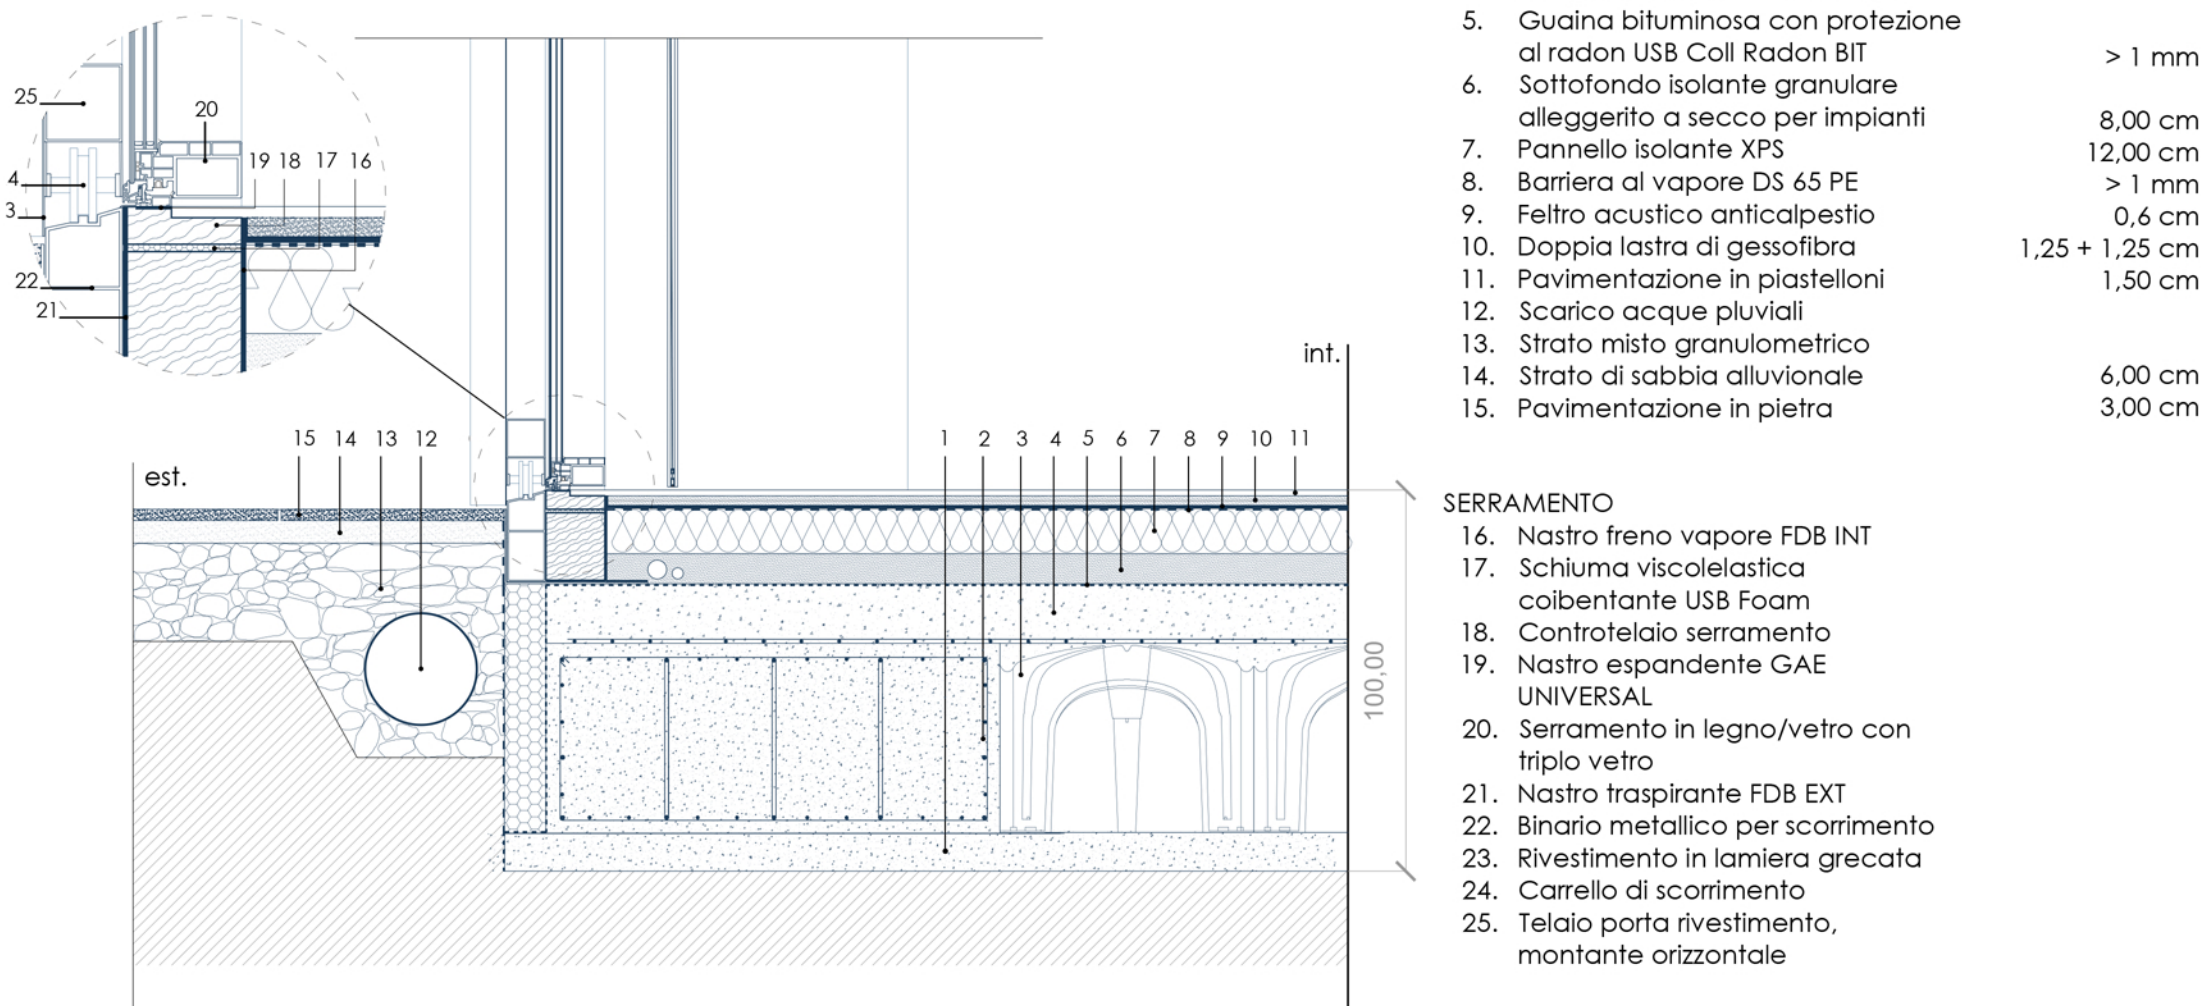 25
20
19 18 17 16
4
3
22
21
int.
15 14 13 12
1 2 3 4 5 6 7 8 9 10 11
est.
100,00
5. Guaina bituminosa con protezione
al radon USB Coll Radon BIT > 1 mm
6. Sottofondo isolante granulare
alleggerito a secco per impianti 8,00 cm
7. Pannello isolante XPS 12,00 cm
8. Barriera al vapore DS 65 PE > 1 mm
9. Feltro acustico anticalpestio 0,6 cm
10. Doppia lastra di gessofibra 1,25 + 1,25 cm
11. Pavimentazione in piastelloni 1,50 cm
12. Scarico acque pluviali
13. Strato misto granulometrico
14. Strato di sabbia alluvionale 6,00 cm
15. Pavimentazione in pietra 3,00 cm
SERRAMENTO
16. Nastro freno vapore FDB INT
17. Schiuma viscolelastica
coibentante USB Foam
18. Controtelaio serramento
19. Nastro espandente GAE
UNIVERSAL
20. Serramento in legno/vetro con
triplo vetro
21. Nastro traspirante FDB EXT
22. Binario metallico per scorrimento
23. Rivestimento in lamiera grecata
24. Carrello di scorrimento
25. Telaio porta rivestimento,
montante orizzontale